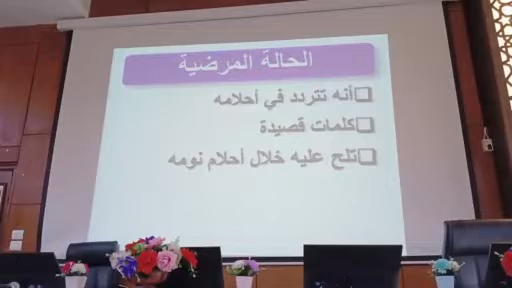 الحالة المرضية
أنه تتردد في أحلامه
كلمات قصيدة
تلح عليه خلال أحلام نومه